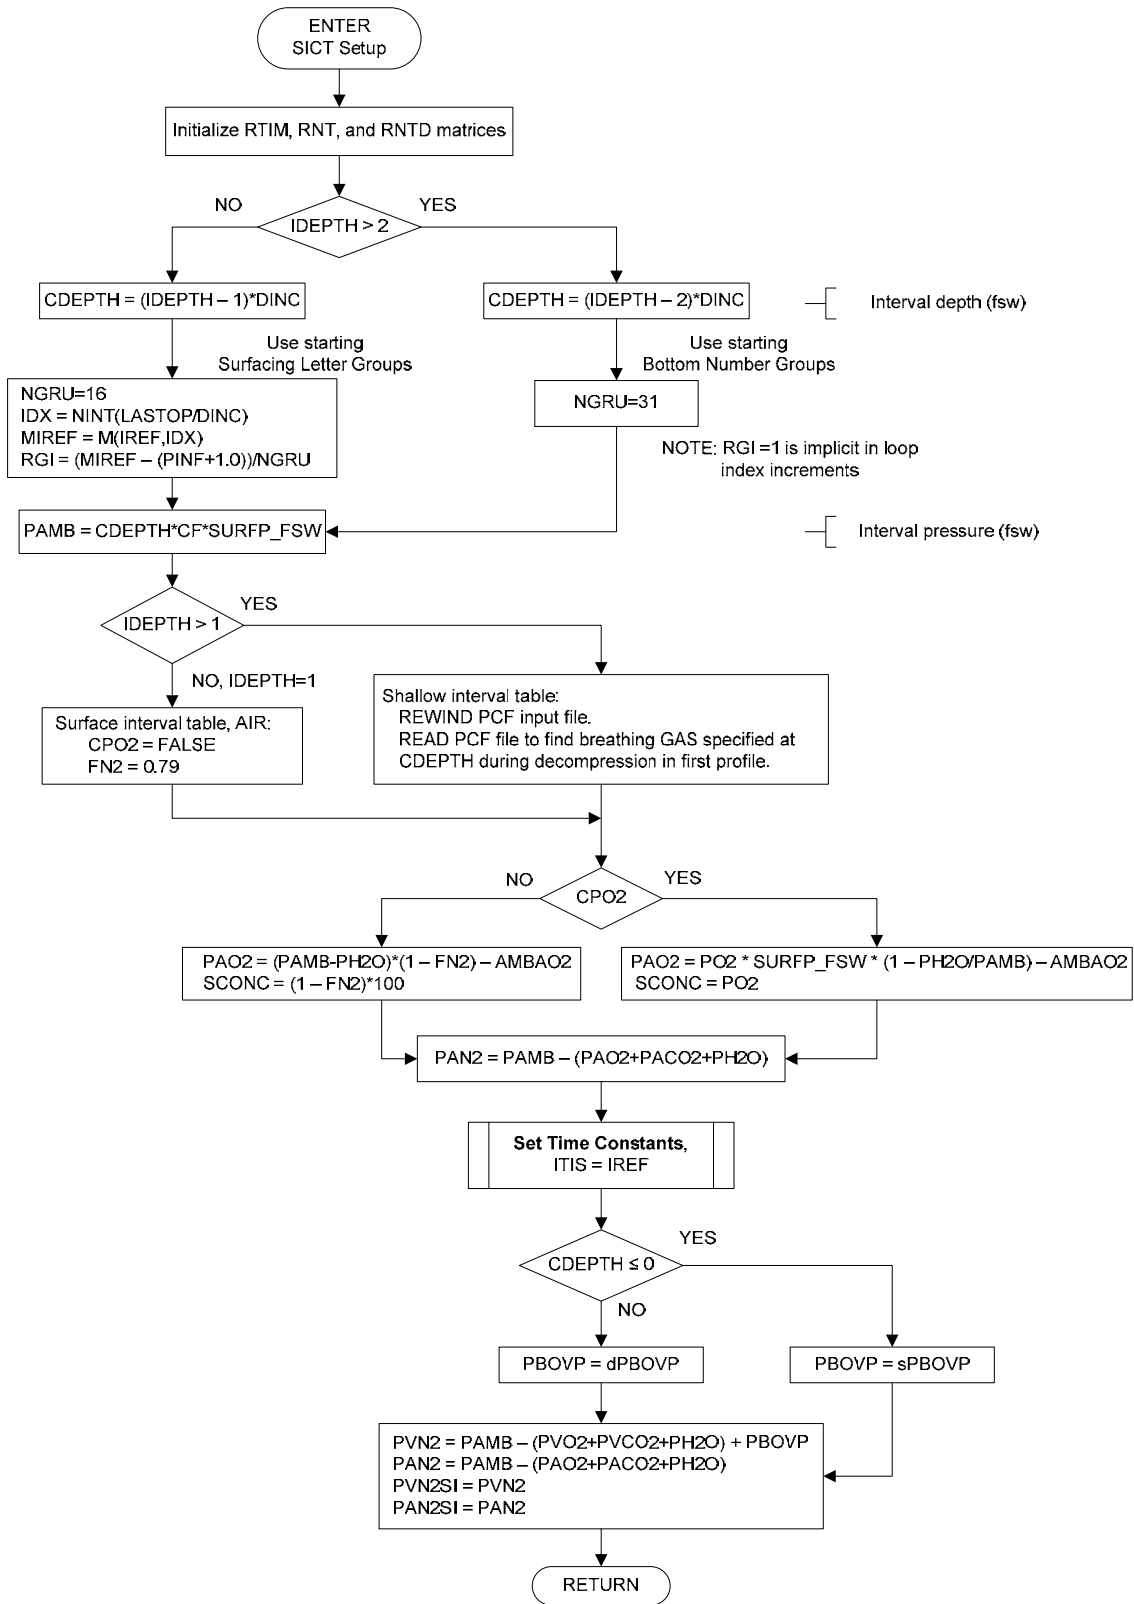 ENTER
SICT Setup
Initialize RTIM, RNT, and RNTD matrices
NO
YES
IDEPTH > 2
CDEPTH = (IDEPTH – 1)*DINC
CDEPTH = (IDEPTH – 2)*DINC
Interval depth (fsw)
Use starting
Surfacing Letter Groups
Use starting
Bottom Number Groups
NGRU=16
IDX = NINT(LASTOP/DINC)
MIREF = M(IREF,IDX)
RGI = (MIREF – (PINF+1.0))/NGRU
NGRU=31
NOTE: RGI =1 is implicit in loop
index increments
PAMB = CDEPTH*CF*SURFP_FSW
Interval pressure (fsw)
YES
IDEPTH > 1
NO, IDEPTH=1
Surface interval table, AIR:
CPO2 = FALSE
FN2 = 0.79
Shallow interval table:
REWIND PCF input file.
READ PCF file to find breathing GAS specified at
CDEPTH during decompression in first profile.
NO
YES
CPO2
PAO2 = (PAMB-PH2O)*(1 – FN2) – AMBAO2
SCONC = (1 – FN2)*100
PAO2 = PO2 * SURFP_FSW * (1 – PH2O/PAMB) – AMBAO2
SCONC = PO2
PAN2 = PAMB – (PAO2+PACO2+PH2O)
Set Time Constants,
ITIS = IREF
YES
CDEPTH ≤ 0
NO
PBOVP = dPBOVP
PBOVP = sPBOVP
PVN2 = PAMB – (PVO2+PVCO2+PH2O) + PBOVP
PAN2 = PAMB – (PAO2+PACO2+PH2O)
PVN2SI = PVN2
PAN2SI = PAN2
RETURN